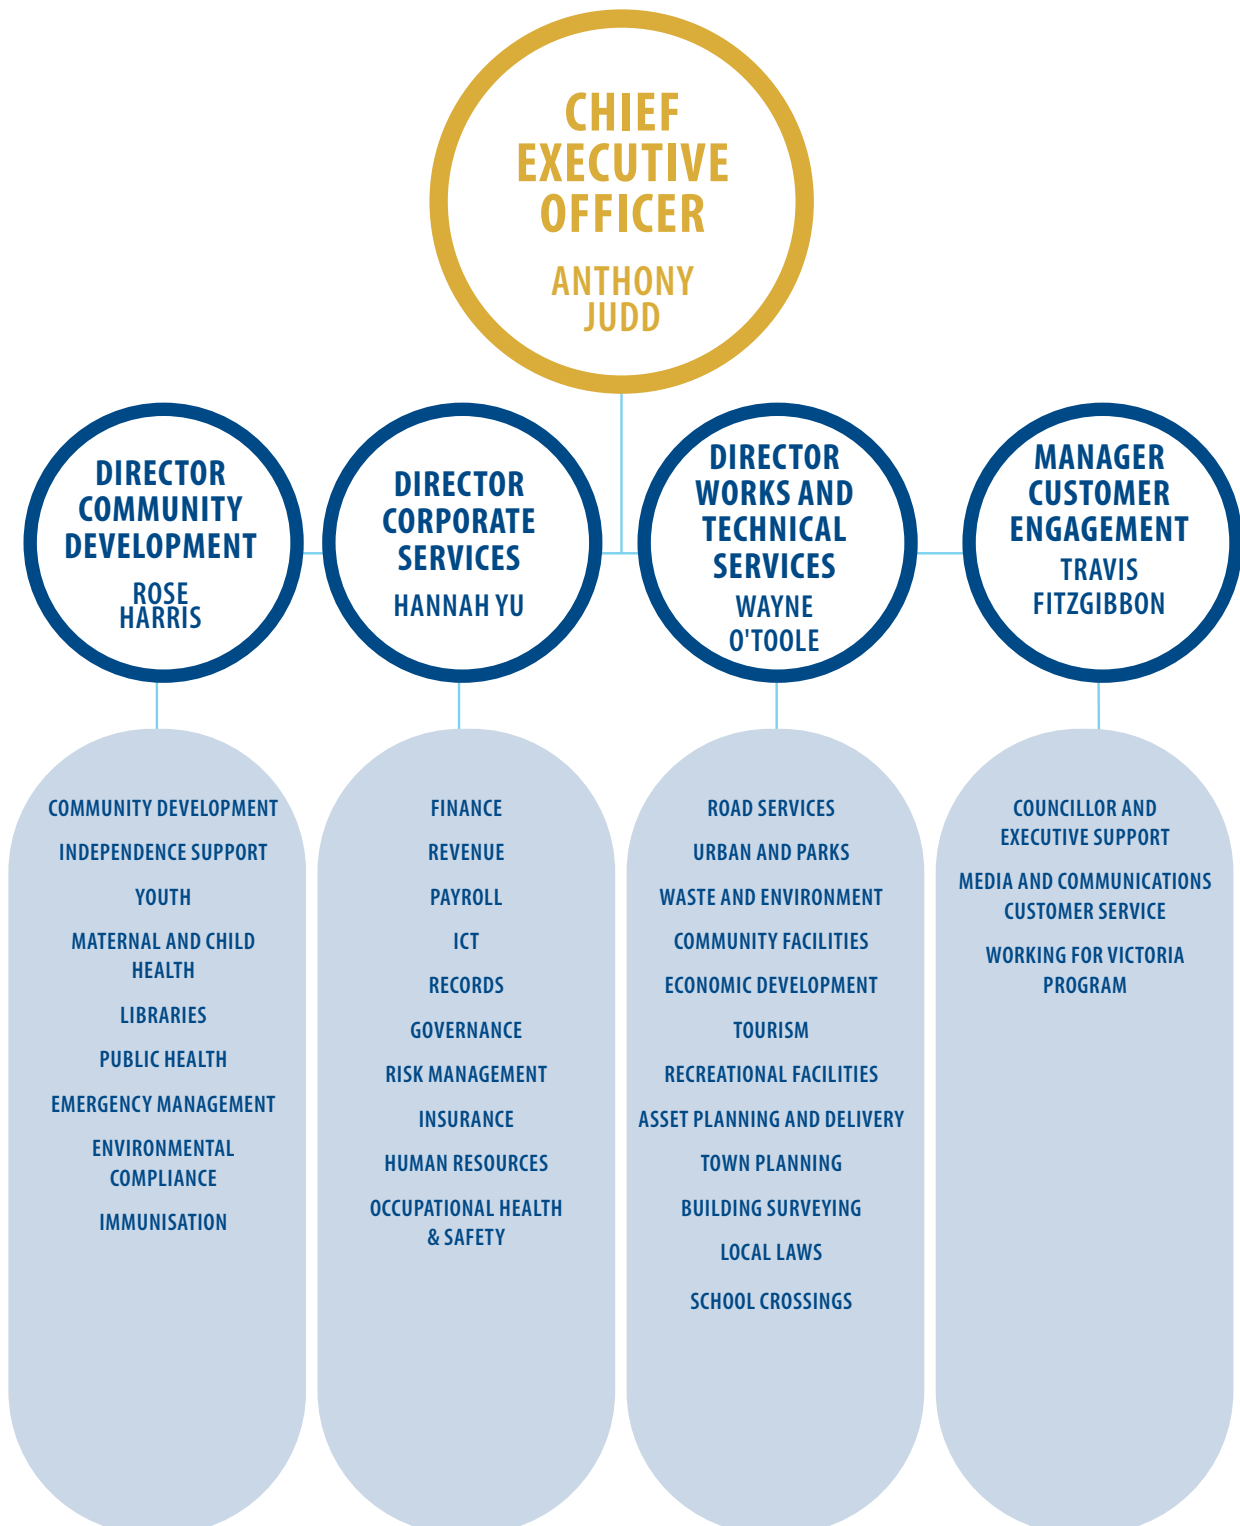 CHIEF
EXECUTIVE
OFFICER
ANTHONY
JUDD
DIRECTOR
COMMUNITY
DEVELOPMENT
ROSE
HARRIS
DIRECTOR
CORPORATE
SERVICES
HANNAH YU
DIRECTOR
WORKS AND
TECHNICAL
SERVICES
WAYNE
O'TOOLE
MANAGER
CUSTOMER
ENGAGEMENT
TRAVIS
FITZGIBBON
COMMUNITY DEVELOPMENT
INDEPENDENCE SUPPORT
YOUTH
MATERNAL AND CHILD
HEALTH
LIBRARIES
PUBLIC HEALTH
EMERGENCY MANAGEMENT
ENVIRONMENTAL
COMPLIANCE
IMMUNISATION
FINANCE
REVENUE
PAYROLL
ICT
RECORDS
GOVERNANCE
RISK MANAGEMENT
INSURANCE
HUMAN RESOURCES
OCCUPATIONAL HEALTH
& SAFETY
ROAD SERVICES
URBAN AND PARKS
WASTE AND ENVIRONMENT
COMMUNITY FACILITIES
ECONOMIC DEVELOPMENT
TOURISM
RECREATIONAL FACILITIES
ASSET PLANNING AND DELIVERY
TOWN PLANNING
BUILDING SURVEYING
LOCAL LAWS
SCHOOL CROSSINGS
COUNCILLOR AND
EXECUTIVE SUPPORT
MEDIA AND COMMUNICATIONS
CUSTOMER SERVICE
WORKING FOR VICTORIA
PROGRAM